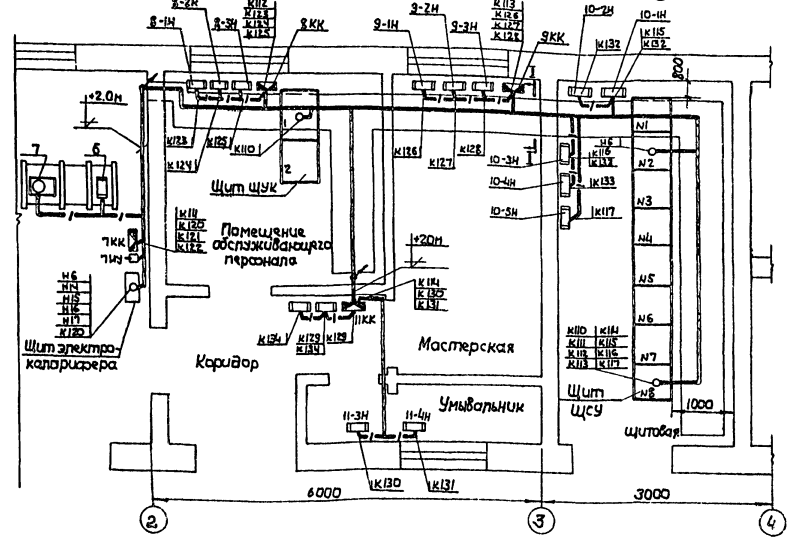 8-1Н
8-2Н
8-3Н
К112
К123
К124
К125
8КК
9-1Н
9-2Н
9-3Н
К113
К126
К127
К128
9КК
10-2Н
10-1Н
К132
К115
К132
800
I
I
+2,0м
7
6
К123
К124
К125
К110
1
2
Щит ЩУК
К126
К127
К128
10-3Н
К116
К132
10-4Н
К133
10-5Н
К117
Н6
N1
N2
N3
N4
N5
N6
N7
N8
К114
К120
К121
К122
7КК
7ИУ
Помещение
обслуживающего
персонала
Н6
Н14
Н15
Н16
Н17
К120
Щит электро-
калорифера
+2,0м
К114
К130
К131
К134
К129
К134
К129
11КК
Коридор
Мастерская
Умывальник
К110
К111
К112
К113
К114
К115
К116
К117
Щит
ЩСУ
1000
щитовая
11-3Н
11-4Н
К130
К131
6000
3000
2
3
4